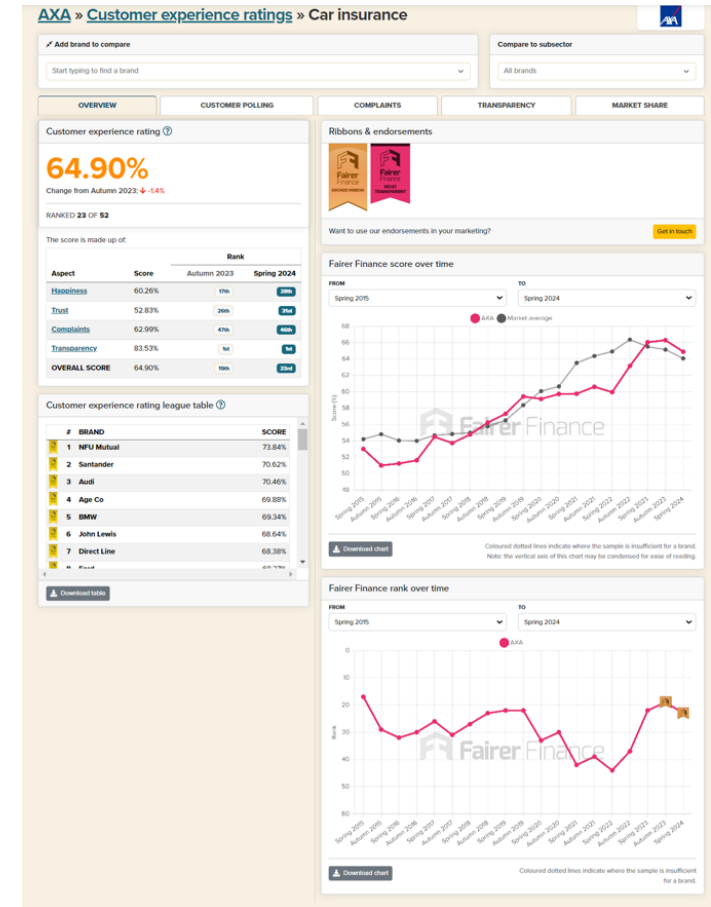 AXA » Customer experience ratings » Car insurance
AXA
Add brand to compare
Start typing to find a brand
Compare to subsector
All brands
OVERVIEW
CUSTOMER POLLING
COMPLAINTS
TRANSPARENCY
MARKET SHARE
Customer experience rating ?
64.90%
Change from Autumn 2023: -1.4%
RANKED 23 OF 52
The score is made up of:
Rank
Aspect Score Autumn 2023 Spring 2024
Happiness 60.26% 17th 28th
Trust 52.83% 26th 31st
Complaints 62.99% 47th 46th
Transparency 83.53% 1st 1st
OVERALL SCORE 64.90% 19th 23rd
Customer experience rating league table ?
# BRAND SCORE
1 NFU Mutual 73.84%
2 Santander 70.62%
3 Audi 70.46%
4 Age Co 69.88%
5 BMW 69.34%
6 John Lewis 68.64%
7 Direct Line 68.38%
Download table
Ribbons & endorsements
Fairer
Finance
BRONZE RIBBON
Fairer
Finance
MOST
TRANSPARENT
Want to use our endorsements in your marketing?
Get in touch
Fairer Finance score over time
FROM
Spring 2015
TO
Spring 2024
AXA Market average
68
66
64
62
60
58
56
54
52
50
48
Score (%)
Fairer Finance
Spring 2015
Autumn 2015
Spring 2016
Autumn 2016
Spring 2017
Autumn 2017
Spring 2018
Autumn 2018
Spring 2019
Autumn 2019
Spring 2020
Autumn 2020
Spring 2021
Autumn 2021
Spring 2022
Autumn 2022
Spring 2023
Autumn 2023
Spring 2024
Download chart
Coloured dotted lines indicate where the sample is insufficient for a brand.
Note: the vertical axis of this chart may be condensed for ease of reading.
Fairer Finance rank over time
FROM
Spring 2015
TO
Spring 2024
AXA
0
10
20
30
40
50
60
Rank
Fairer Finance
Spring 2015
Autumn 2015
Spring 2016
Autumn 2016
Spring 2017
Autumn 2017
Spring 2018
Autumn 2018
Spring 2019
Autumn 2019
Spring 2020
Autumn 2020
Spring 2021
Autumn 2021
Spring 2022
Autumn 2022
Spring 2023
Autumn 2023
Spring 2024
Download chart
Coloured dotted lines indicate where the sample is insufficient
for a brand.